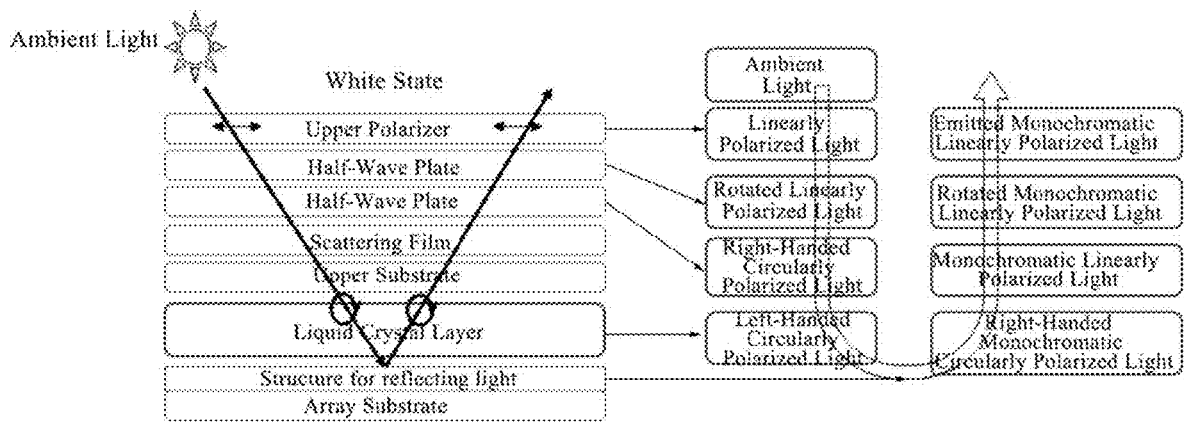 Ambient Light
White State
Upper Polarizer
Half-Wave Plate
Half-Wave Plate
Scattering Film
Upper Substrate
Liquid Crystal Layer
Structure for reflecting light
Array Substrate
Ambient
Light
Linearly
Polarized Light
Rotated Linearly
Polarized Light
Right-Handed
Circularly
Polarized Light
Left-Handed
Circularly
Polarized Light
Emitted Monochromatic
Linearly Polarized Light
Rotated Monochromatic
Linearly Polarized Light
Monochromatic Linearly
Polarized Light
Right-Handed
Monochromatic
Circularly Polarized Light